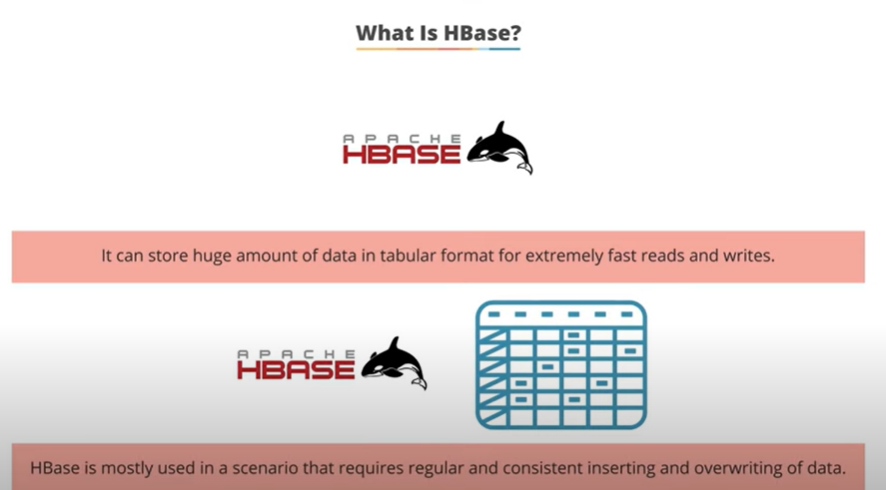 What Is HBase?
APACHE
HBASE
It can store huge amount of data in tabular format for extremely fast reads and writes.
APACHE
HBASE
HBase is mostly used in a scenario that requires regular and consistent inserting and overwriting of data.